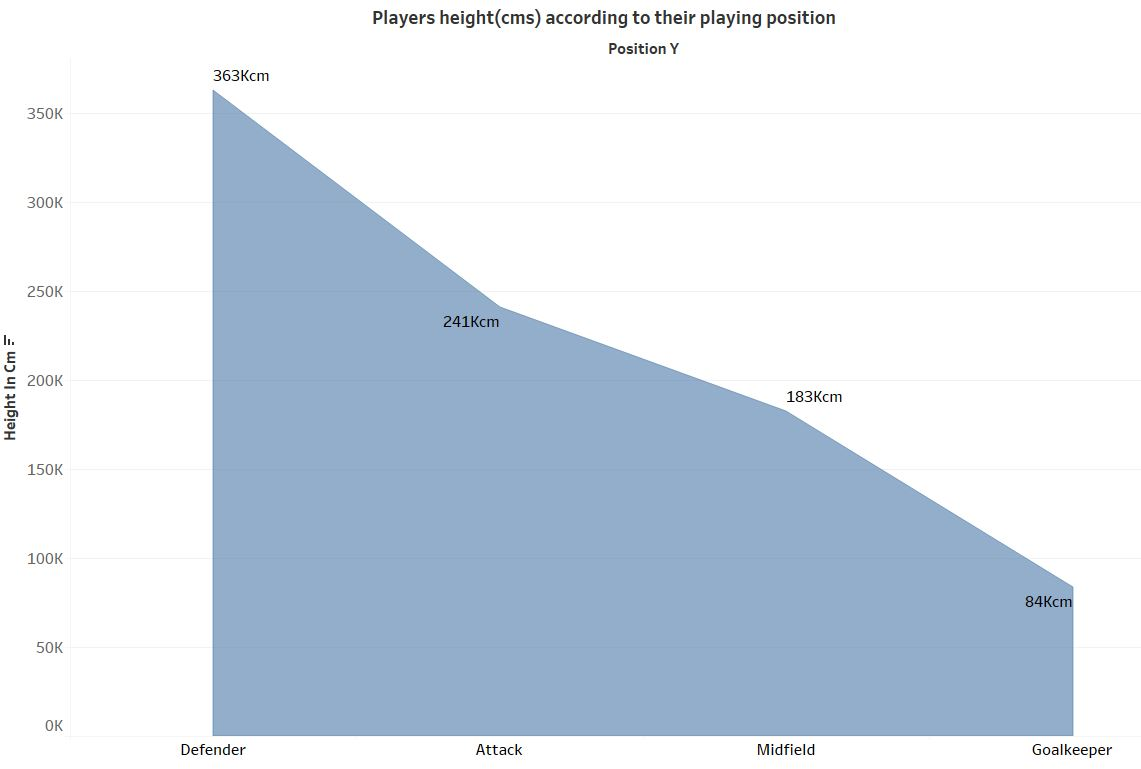 Players height(cms) according to their playing position
Position Y
363Kcm
350K
300K
250K
241Kcm
Height In Cm
200K
183Kcm
150K
100K
84Kcm
50K
0K
Defender Attack Midfield Goalkeeper